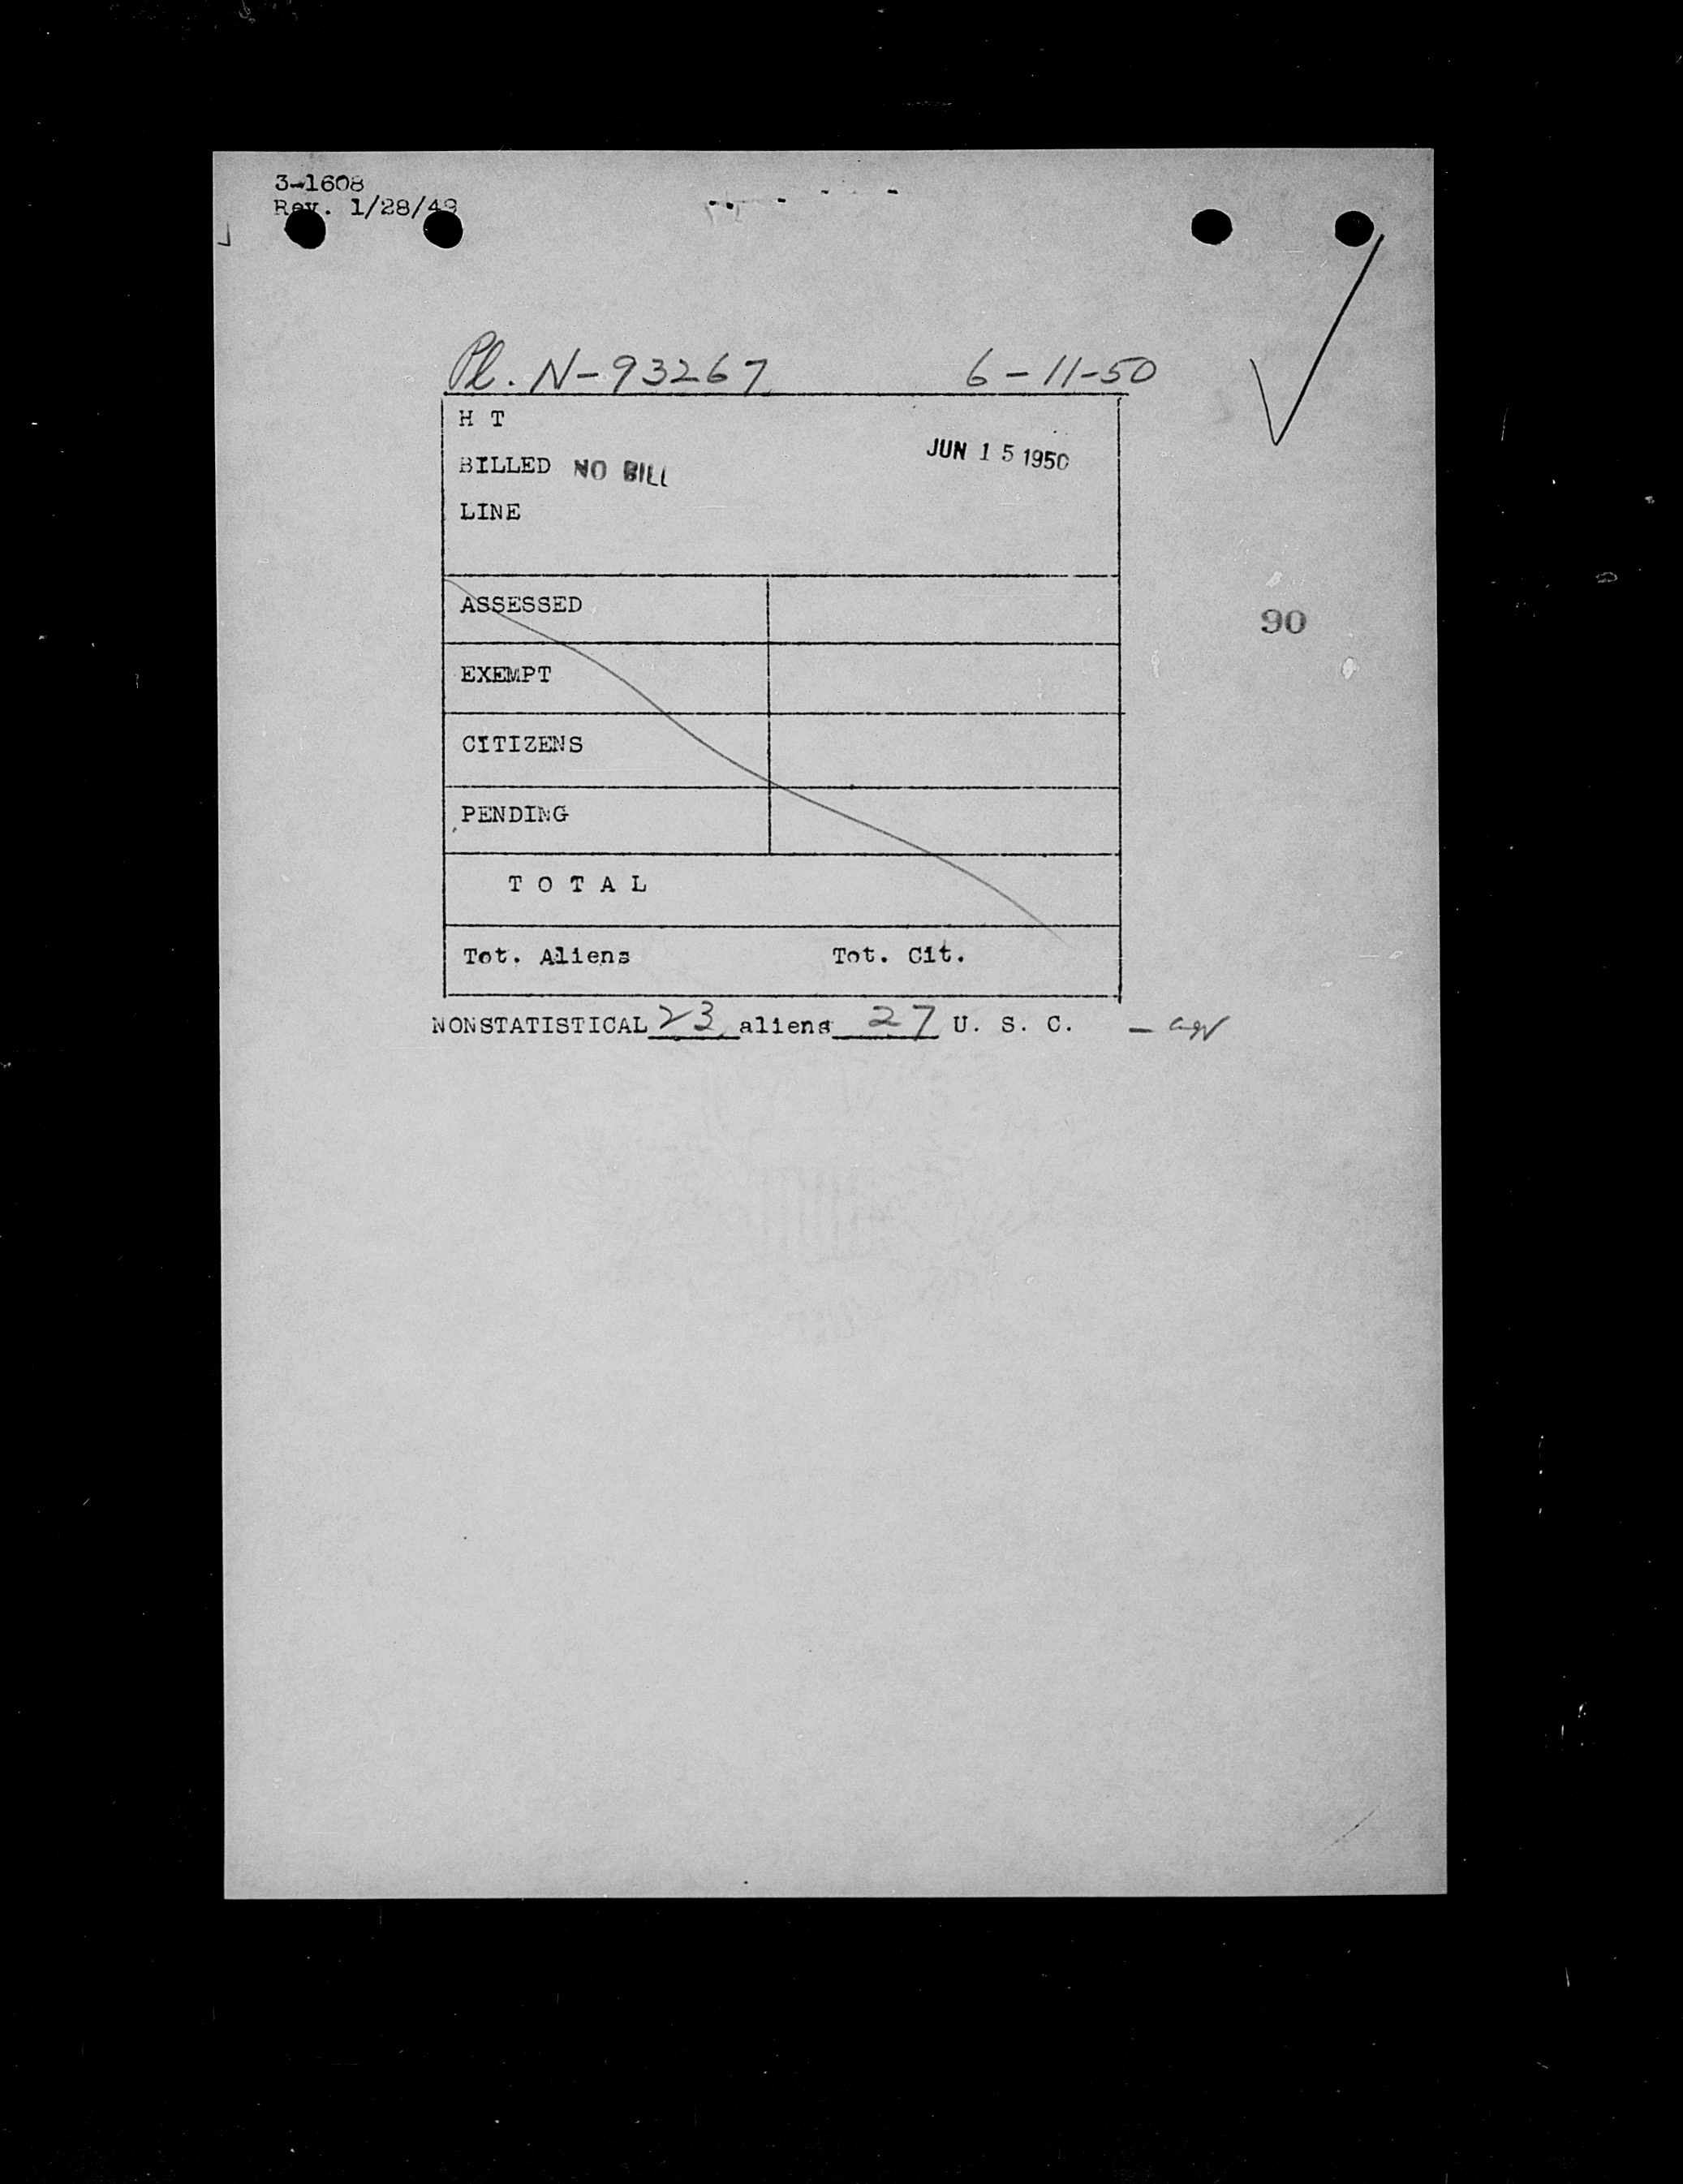 3-1608
Rev. 1/28/49
Pl. N-93267 6-11-50
H T
JUN 15 1950
BILLED NO BILL
LINE
ASSESSED
90
EXEMPT
CITIZENS
PENDING
T O T A L
Tot. Aliens Tot. Cit.
NONSTATISTICAL 23 aliens 27 U. S. C. -